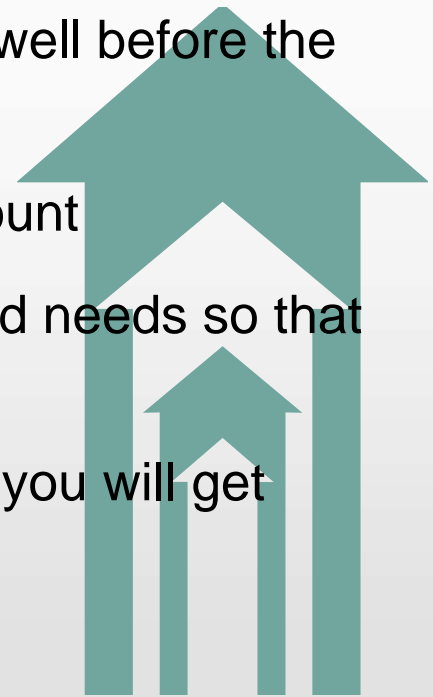 well before the
ount
d needs so that
you will get